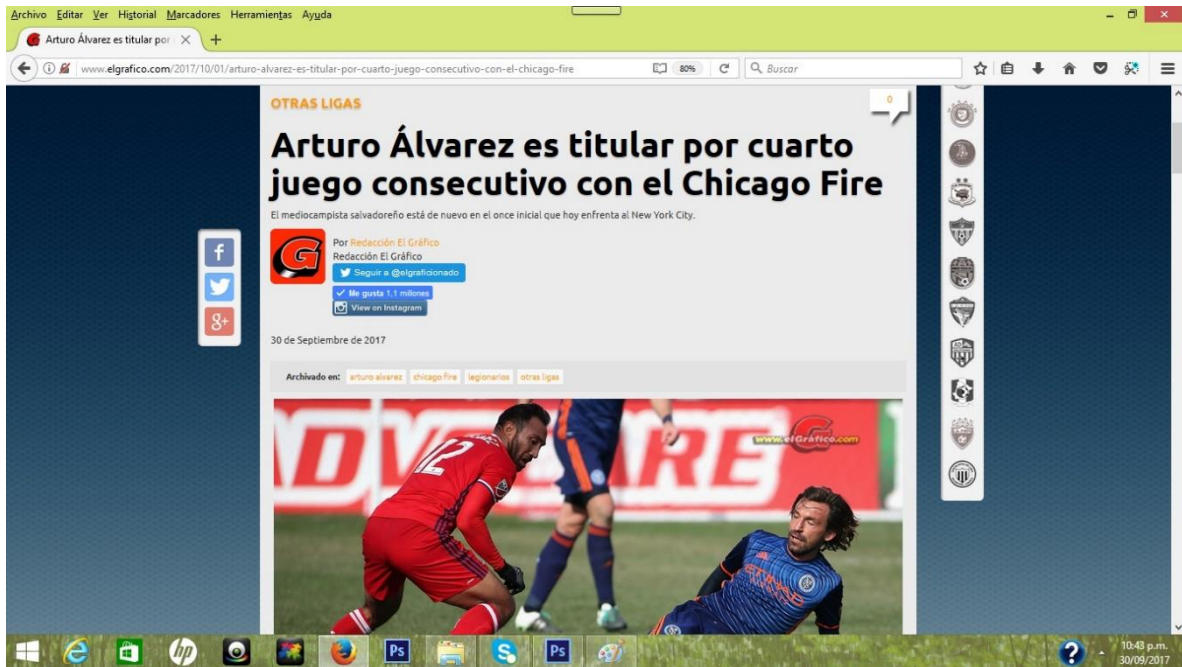 Archivo Editar Ver Historial Marcadores Herramientas Ayuda
Arturo Álvarez es titular por
www.elgrafico.com/2017/10/01/arturo-alvarez-es-titular-por-cuarto-juego-consecutivo-con-el-chicago-fire
80%
Buscar
OTRAS LIGAS
0
Arturo Álvarez es titular por cuarto
juego consecutivo con el Chicago Fire
El mediocampista salvadoreño está de nuevo en el once inicial que hoy enfrenta al New York City.
Por Redacción El Gráfico
Redacción El Gráfico
Seguir a @elgraficionado
Me gusta 1,1 millones
View on Instagram
30 de Septiembre de 2017
Archivado en: arturo alvarez chicago fire legionarios otras ligas
www.elGráfico.com
12
10:43 p.m.
30/09/2017